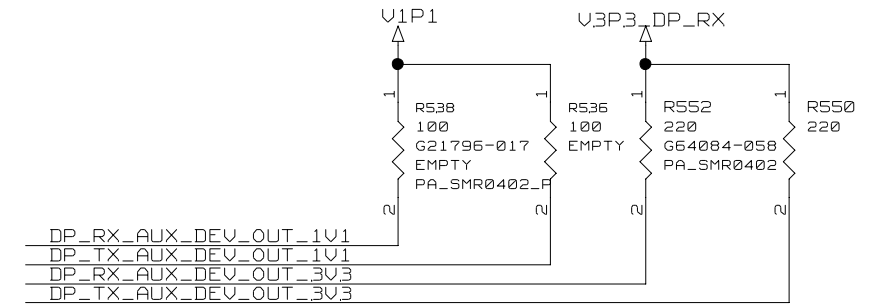 V1P1
V3P3_DP_RX
1
R538
100
G21796-017
EMPTY
PA_SMR0402_P
2
1
R536
100
EMPTY
2
1
R552
220
G64084-058
PA_SMR0402
2
1
R550
220
2
DP_RX_AUX_DEV_OUT_1V1
DP_TX_AUX_DEV_OUT_1V1
DP_RX_AUX_DEV_OUT_3V3
DP_TX_AUX_DEV_OUT_3V3